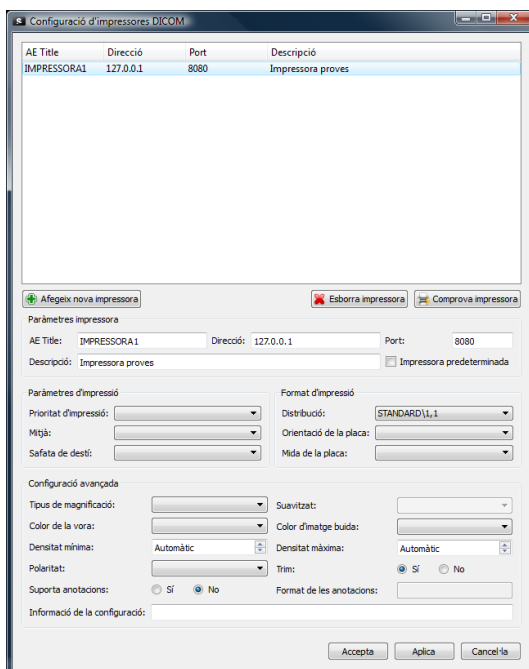 Configuració d'impressores DICOM
AE Title Direcció Port Descripció
IMPRESSORA1 127.0.0.1 8080 Impressora proves
Afegeix nova impressora Esborra impressora Comprova impressora
Paràmetres impressora
AE Title: IMPRESSORA1 Direcció: 127.0.0.1 Port: 8080
Descripció: Impressora proves Impressora predeterminada
Paràmetres d'impressió Format d'impressió
Prioritat d'impressió: Distribució: STANDARD\1,1
Mitjà: Orientació de la placa:
Safata de destí: Mida de la placa:
Configuració avançada
Tipus de magnificació: Suavitzat:
Color de la vora: Color d'imatge buida:
Densitat mínima: Automàtic Densitat màxima: Automàtic
Polaritat: Trim: Sí No
Suporta anotacions: Sí No Format de les anotacions:
Informació de la configuració:
Accepta Aplica Cancel·la